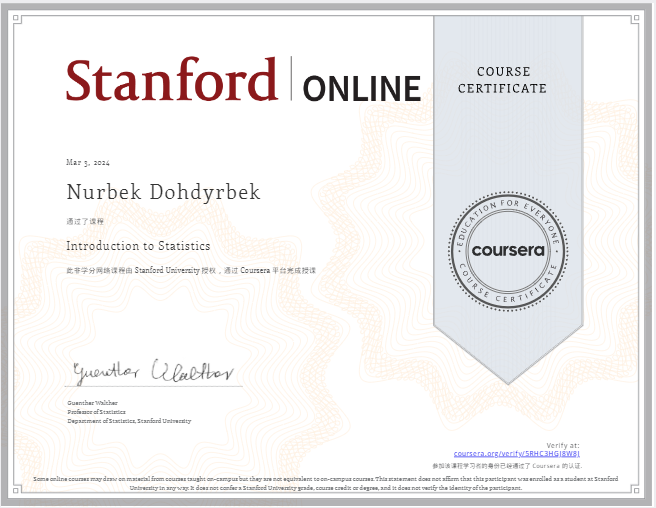 Stanford | ONLINE
COURSE
CERTIFICATE
Mar 3, 2024
Nurbek Dohdyrbek
通过了课程
Introduction to Statistics
此非学分网络课程由 Stanford University 授权，通过 Coursera 平台完成授课
EDUCATION FOR EVERYONE
coursera
COURSE CERTIFICATE
Guenther Walther
Guenther Walther
Professor of Statistics
Department of Statistics, Stanford University
Verify at:
coursera.org/verify/5RHC3HGJ8W8J
参加该课程学习者的身份已经通过了 Coursera 的认证.
Some online courses may draw on material from courses taught on-campus but they are not equivalent to on-campus courses. This statement does not affirm that this participant was enrolled as a student at Stanford
University in any way. It does not confer a Stanford University grade, course credit or degree, and it does not verify the identity of the participant.